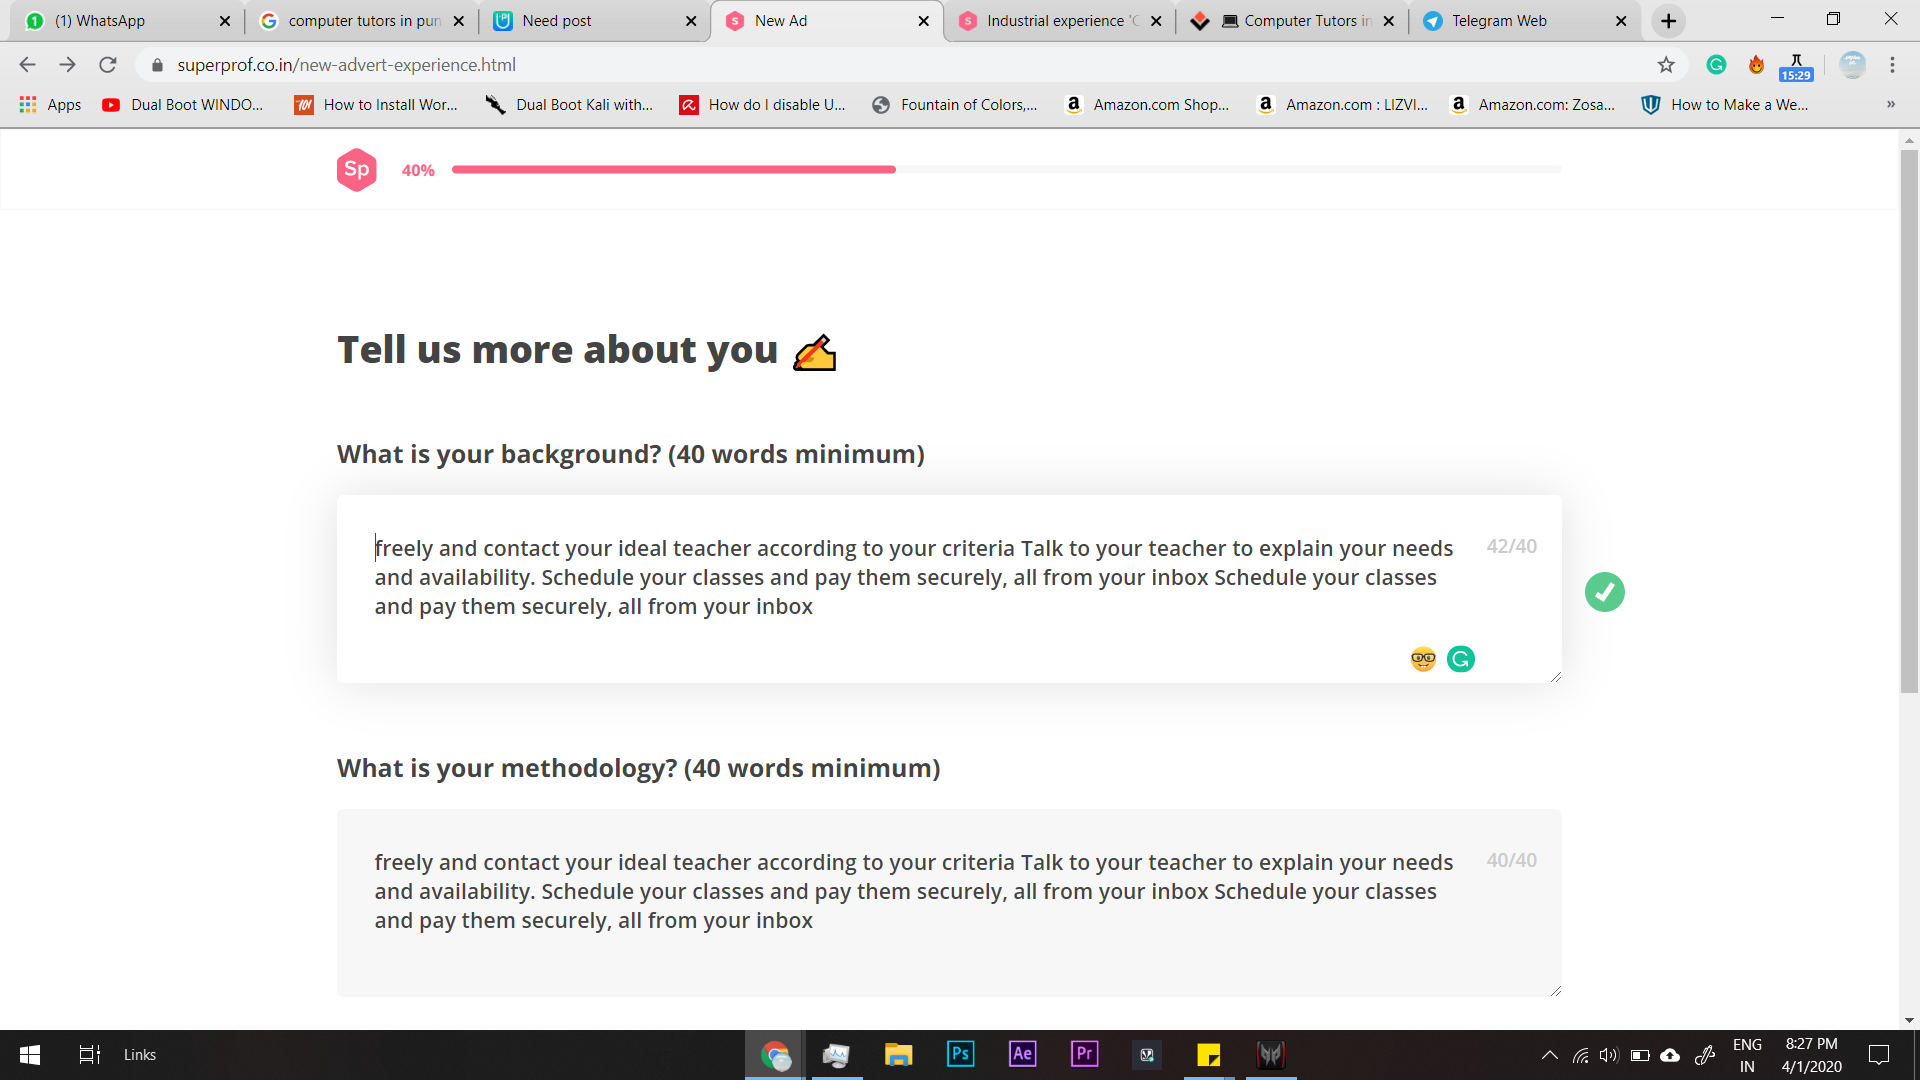 (1) WhatsApp
computer tutors in pun
Need post
New Ad
Industrial experience 'C
Computer Tutors in
Telegram Web
superprof.co.in/new-advert-experience.html
15:29
Apps
Dual Boot WINDO...
How to Install Wor...
Dual Boot Kali with...
How do I disable U...
Fountain of Colors,...
Amazon.com Shop...
Amazon.com : LIZVI...
Amazon.com: Zosa...
How to Make a We...
»
Sp
40%
Tell us more about you
What is your background? (40 words minimum)
freely and contact your ideal teacher according to your criteria Talk to your teacher to explain your needs
42/40
and availability. Schedule your classes and pay them securely, all from your inbox Schedule your classes
and pay them securely, all from your inbox
What is your methodology? (40 words minimum)
freely and contact your ideal teacher according to your criteria Talk to your teacher to explain your needs
40/40
and availability. Schedule your classes and pay them securely, all from your inbox Schedule your classes
and pay them securely, all from your inbox
Links
Ps
Ae
Pr
ENG
IN
8:27 PM
4/1/2020